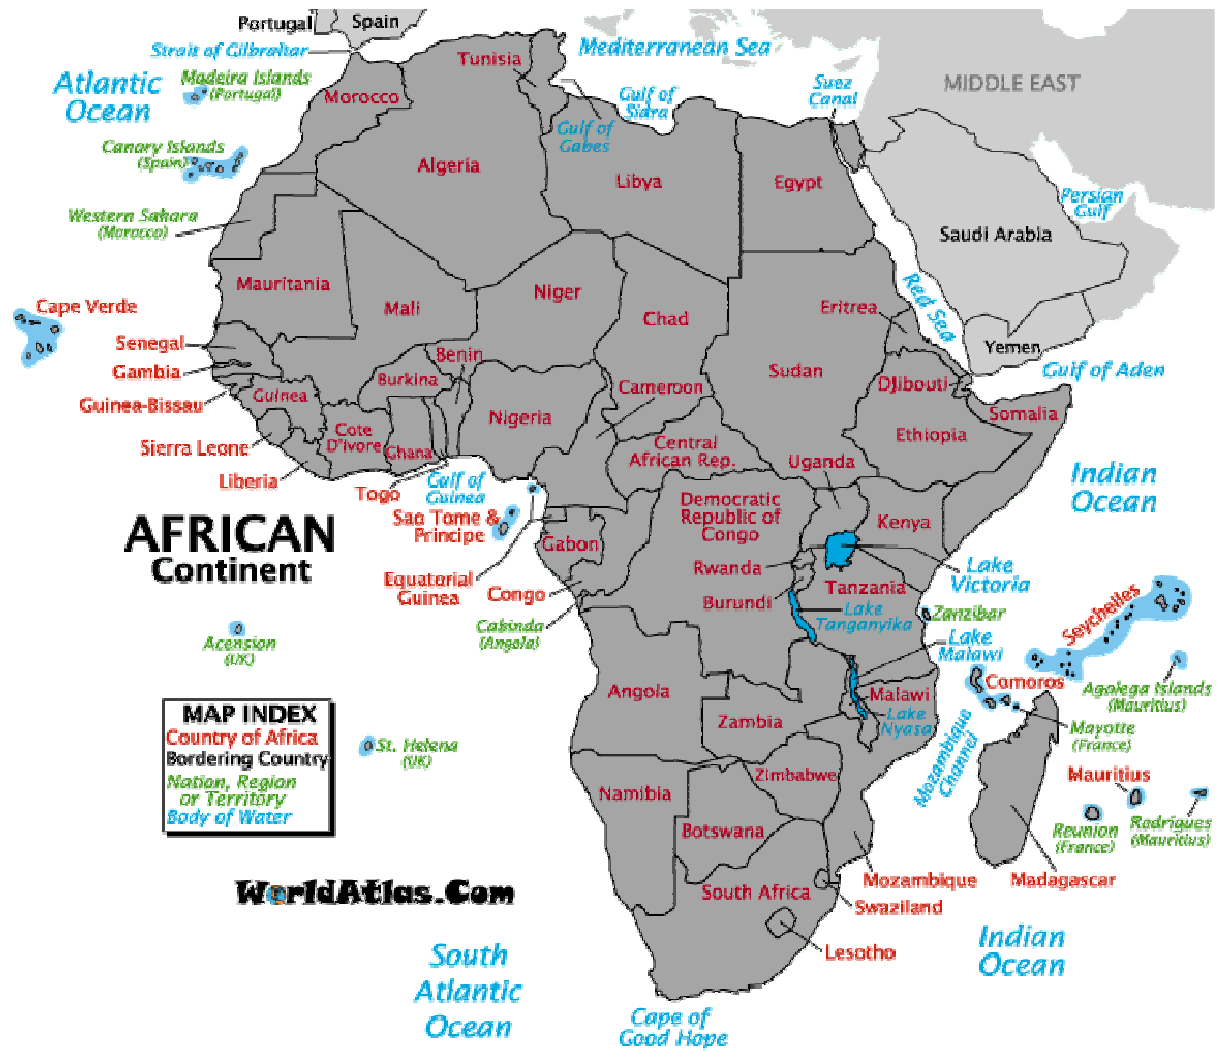 Portugal
Spain
Strait of Gilbraltar
Mediterranean Sea
Atlantic
Ocean
Madeira Islands
(Portugal)
Tunisia
Morocco
Gulf of
Sidra
Suez
Canal
MIDDLE EAST
Gulf of
Gabes
Canary Islands
(Spain)
Algeria
Libya
Egypt
Persian
Gulf
Western Sahara
(Morocco)
Saudi Arabia
Mauritania
Mali
Niger
Chad
Eritrea
Red Sea
Cape Verde
Senegal
Gambia
Guinea-Bissau
Guinea
Burkina
Benin
Cameroon
Sudan
Djibouti
Yemen
Gulf of Aden
Somalia
Nigeria
Cote
D'ivore
Ghana
Central
African Rep.
Ethiopia
Sierra Leone
Liberia
Togo
Gulf of
Guinea
Uganda
Indian
Ocean
Sao Tome &
Principe
Democratic
Republic of
Congo
Kenya
AFRICAN
Continent
Gabon
Equatorial
Guinea
Congo
Rwanda
Burundi
Tanzania
Lake
Victoria
Cabinda
(Angola)
Lake
Tanganyika
Zanzibar
Lake
Malawi
Seychelles
Acension
(UK)
Angola
Zambia
Malawi
Lake
Nyasa
Comoros
Agalega Islands
(Mauritius)
Mayotte
(France)
Mozambique
Channel
MAP INDEX
Country of Africa
Bordering Country
Nation, Region
or Territory
Body of Water
St. Helena
(UK)
Namibia
Zimbabwe
Botswana
Mauritius
Reunion
(France)
Rodrigues
(Mauritius)
WorldAtlas.Com
South Africa
Mozambique
Madagascar
Swaziland
Lesotho
South
Atlantic
Ocean
Indian
Ocean
Cape of
Good Hope